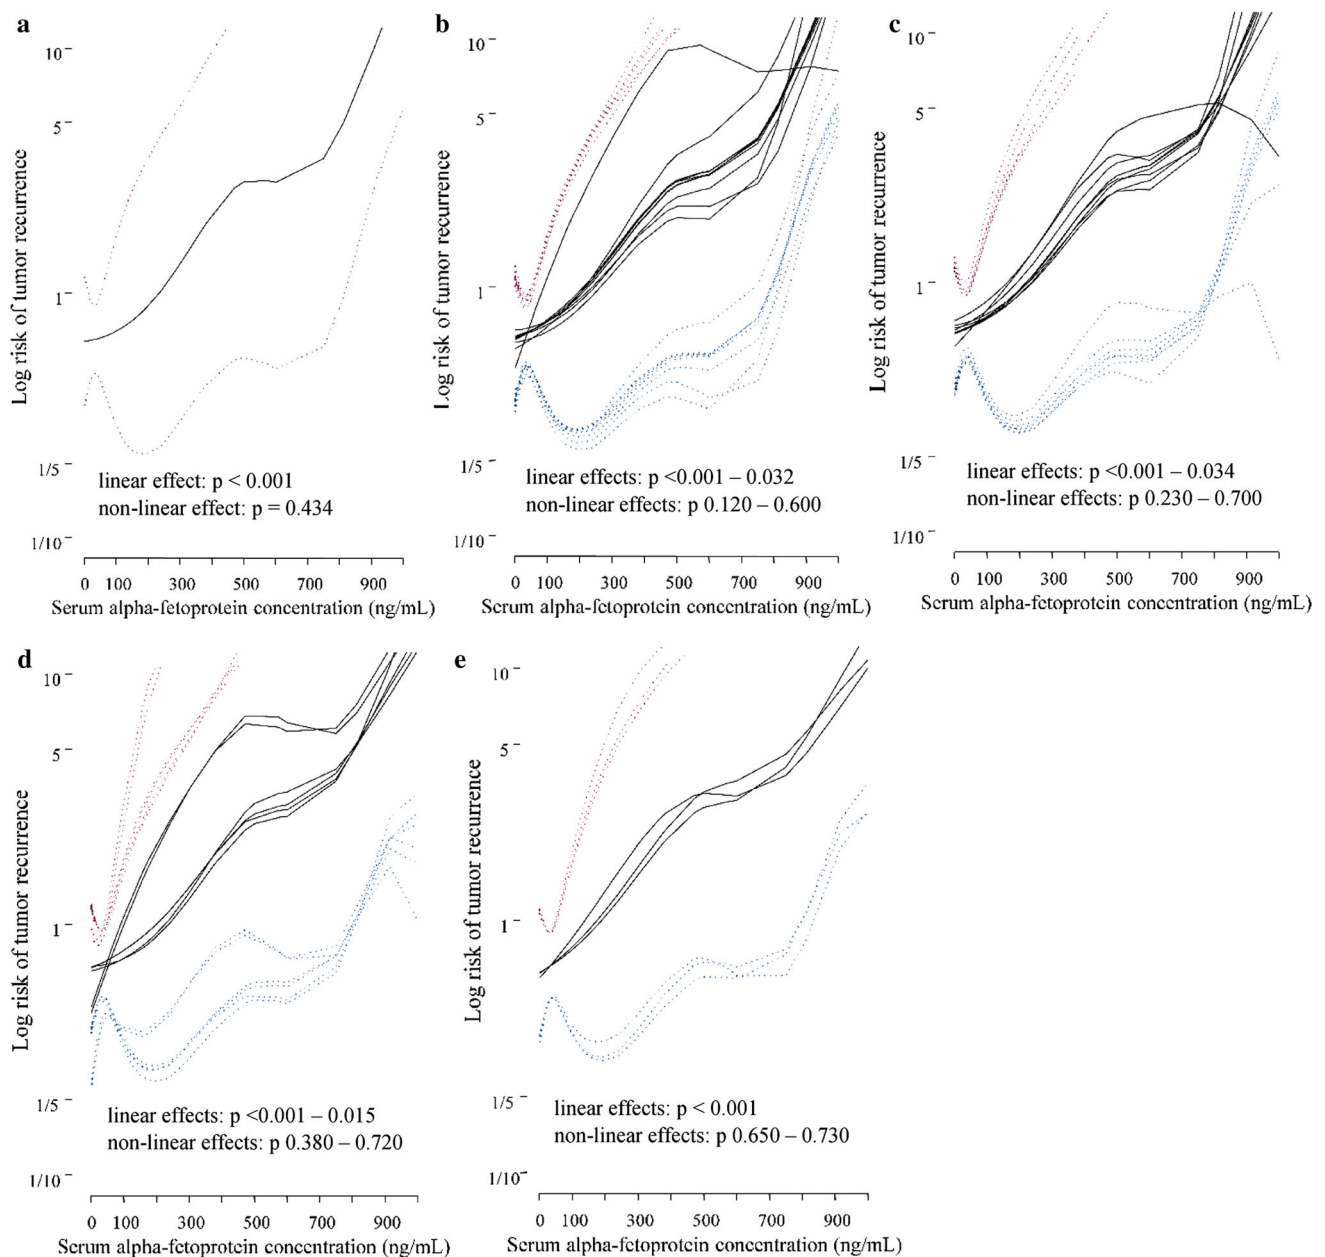 a
10
5
1
1/5
1/10
Log risk of tumor recurrence
linear effect: p < 0.001
non-linear effect: p = 0.434
0 100 300 500 700 900
Serum alpha-fetoprotein concentration (ng/mL)
b
10
5
1
1/5
1/10
Log risk of tumor recurrence
linear effects: p <0.001 – 0.032
non-linear effects: p 0.120 – 0.600
0 100 300 500 700 900
Serum alpha-fetoprotein concentration (ng/mL)
c
10
5
1
1/5
1/10
Log risk of tumor recurrence
linear effects: p <0.001 – 0.034
non-linear effects: p 0.230 – 0.700
0 100 300 500 700 900
Serum alpha-fetoprotein concentration (ng/mL)
d
10
5
1
1/5
1/10
Log risk of tumor recurrence
linear effects: p <0.001 – 0.015
non-linear effects: p 0.380 – 0.720
0 100 300 500 700 900
Serum alpha-fetoprotein concentration (ng/mL)
e
10
5
1
1/5
1/10
Log risk of tumor recurrence
linear effects: p < 0.001
non-linear effects: p 0.650 – 0.730
0 100 300 500 700 900
Serum alpha-fetoprotein concentration (ng/mL)